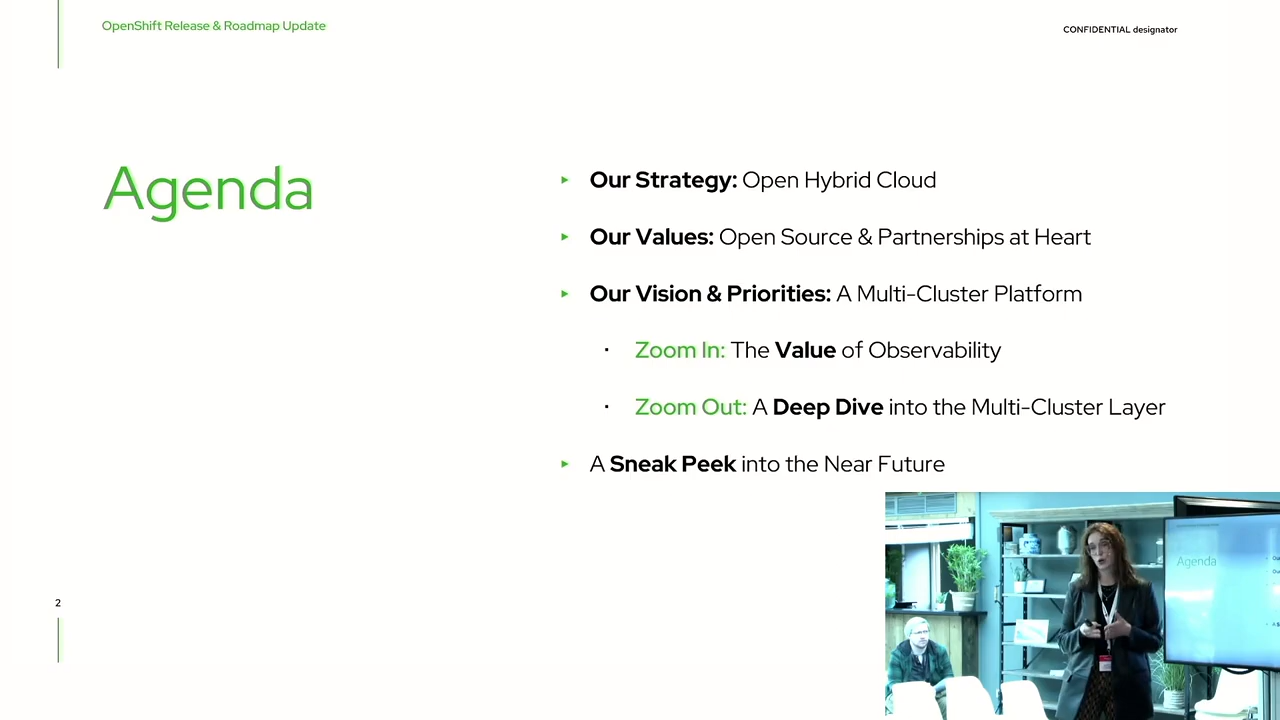 OpenShift Release & Roadmap Update
CONFIDENTIAL designator
Agenda
▸ Our Strategy: Open Hybrid Cloud
▸ Our Values: Open Source & Partnerships at Heart
▸ Our Vision & Priorities: A Multi-Cluster Platform
· Zoom In: The Value of Observability
· Zoom Out: A Deep Dive into the Multi-Cluster Layer
▸ A Sneak Peek into the Near Future
2
Agenda